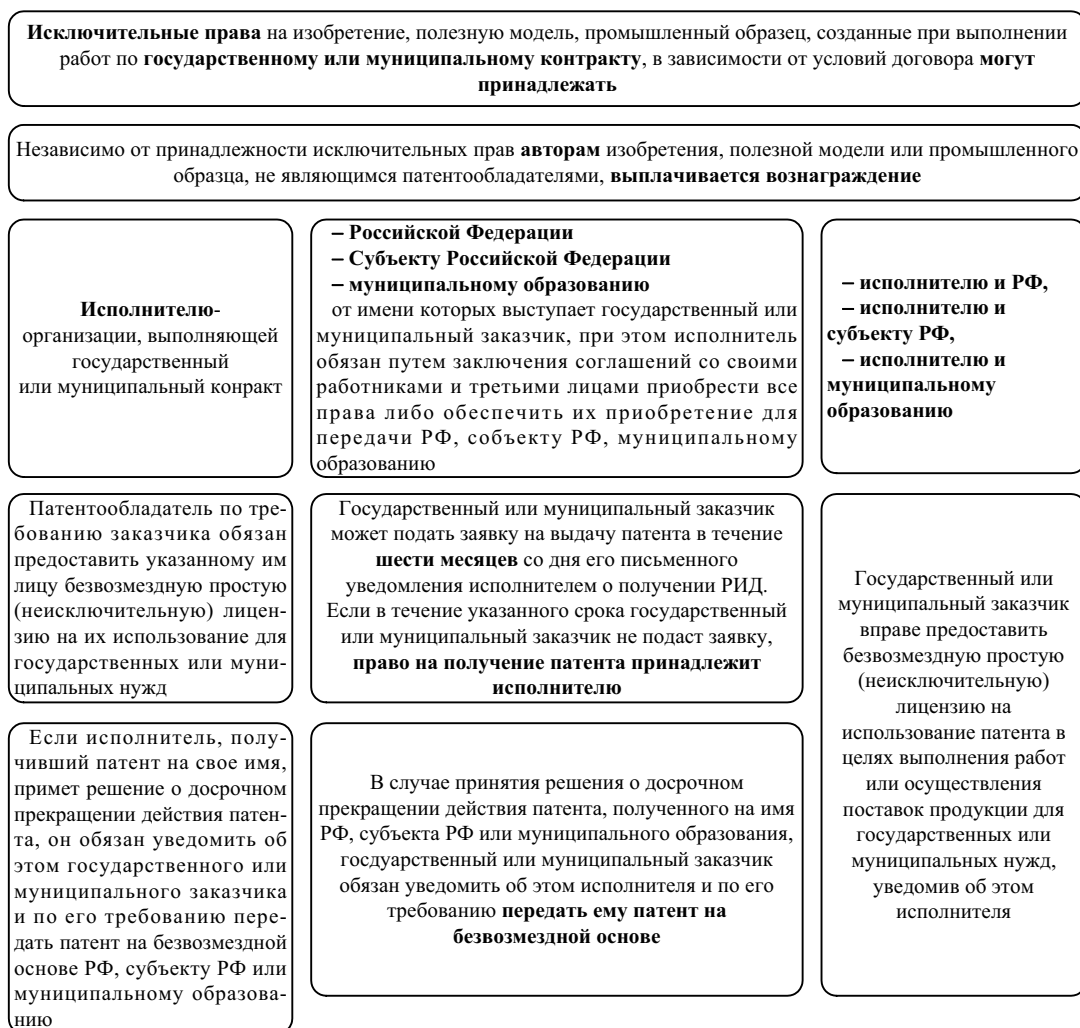 Исключительные права на изобретение, полезную модель, промышленный образец, созданные при выполнении
работ по государственному или муниципальному контракту, в зависимости от условий договора могут
принадлежать
Независимо от принадлежности исключительных прав авторам изобретения, полезной модели или промышленного
образца, не являющимся патентообладателями, выплачивается вознаграждение
Исполнителю-
организации, выполняющей
государственный
или муниципальный конракт
– Российской Федерации
– Субъекту Российской Федерации
– муниципальному образованию
от имени которых выступает государственный или
муниципальный заказчик, при этом исполнитель
обязан путем заключения соглашений со своими
работниками и третьими лицами приобрести все
права либо обеспечить их приобретение для
передачи РФ, собъекту РФ, муниципальному
образованию
– исполнителю и РФ,
– исполнителю и
субъекту РФ,
– исполнителю и
муниципальному
образованию
Патентообладатель по тре-
бованию заказчика обязан
предоставить указанному им
лицу безвозмездную простую
(неисключительную) лицен-
зию на их использование для
государственных или муни-
ципальных нужд
Государственный или муниципальный заказчик
может подать заявку на выдачу патента в течение
шести месяцев со дня его письменного
уведомления исполнителем о получении РИД.
Если в течение указанного срока государственный
или муниципальный заказчик не подаст заявку,
право на получение патента принадлежит
исполнителю
Государственный или
муниципальный заказчик
вправе предоставить
безвозмездную простую
(неисключительную)
лицензию на
использование патента в
целях выполнения работ
или осуществления
поставок продукции для
государственных или
муниципальных нужд,
уведомив об этом
исполнителя
Если исполнитель, полу-
чивший патент на свое имя,
примет решение о досрочном
прекращении действия патен-
та, он обязан уведомить об
этом государственного или
муниципального заказчика
и по его требованию пере-
дать патент на безвозмездной
основе РФ, субъекту РФ или
муниципальному образова-
нию
В случае принятия решения о досрочном
прекращении действия патента, полученного на имя
РФ, субъекта РФ или муниципального образования,
госдуарственный или муниципальный заказчик
обязан уведомить об этом исполнителя и по его
требованию передать ему патент на
безвозмездной основе